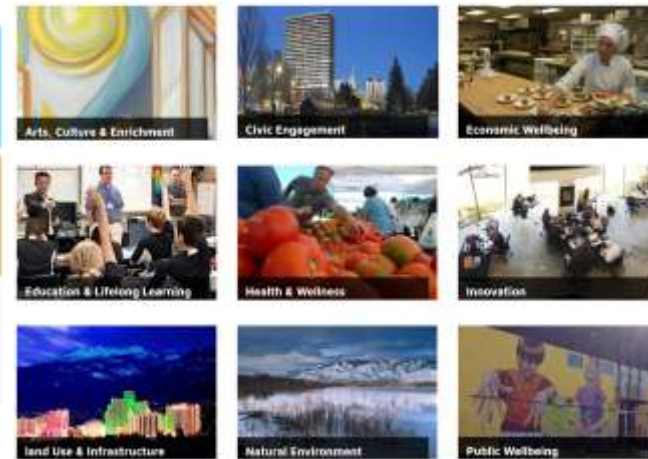 Arts, Culture & Enrichment
Civic Engagement
Economic Wellbeing
Education & Lifelong Learning
Health & Wellness
Innovation
land Use & Infrastructure
Natural Environment
Public Wellbeing